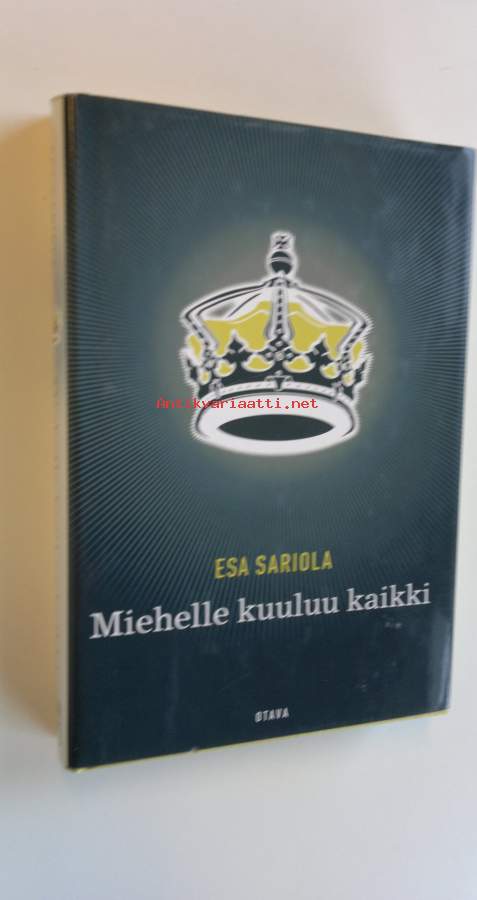 Antikvariaatti.net
ESA SARIOLA
Miehelle kuuluu kaikki
OTAVA